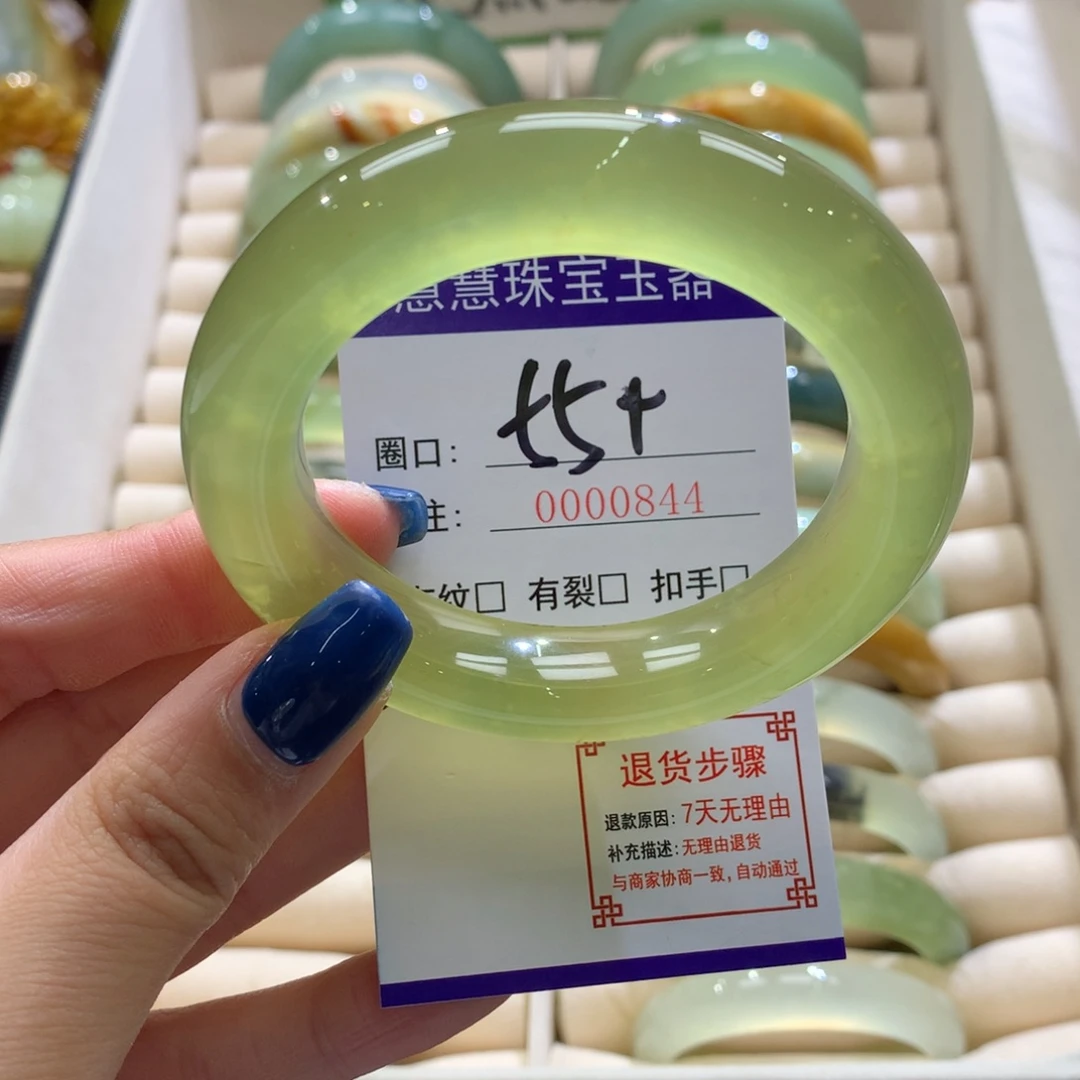 慧慧珠宝玉器
圈口: 55+
注: 0000844
纹□ 有裂□ 扣手□
退货步骤
退款原因: 7天无理由
补充描述: 无理由退货
与商家协商一致, 自动通过